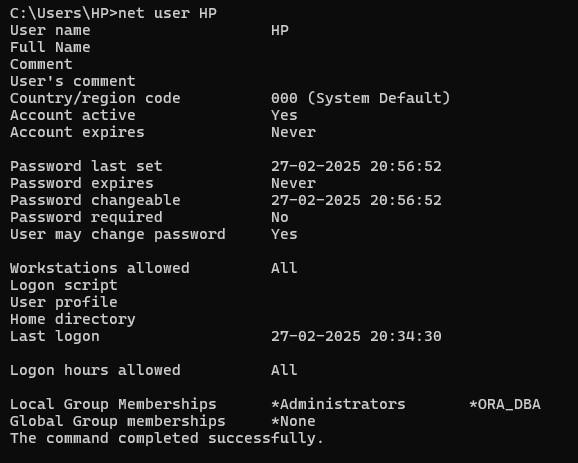 C:\Users\HP>net user HP
User name                    HP
Full Name
Comment
User's comment
Country/region code          000 (System Default)
Account active               Yes
Account expires              Never

Password last set            27-02-2025 20:56:52
Password expires             Never
Password changeable          27-02-2025 20:56:52
Password required            No
User may change password     Yes

Workstations allowed         All
Logon script
User profile
Home directory
Last logon                   27-02-2025 20:34:30

Logon hours allowed          All

Local Group Memberships      *Administrators       *ORA_DBA
Global Group memberships     *None
The command completed successfully.